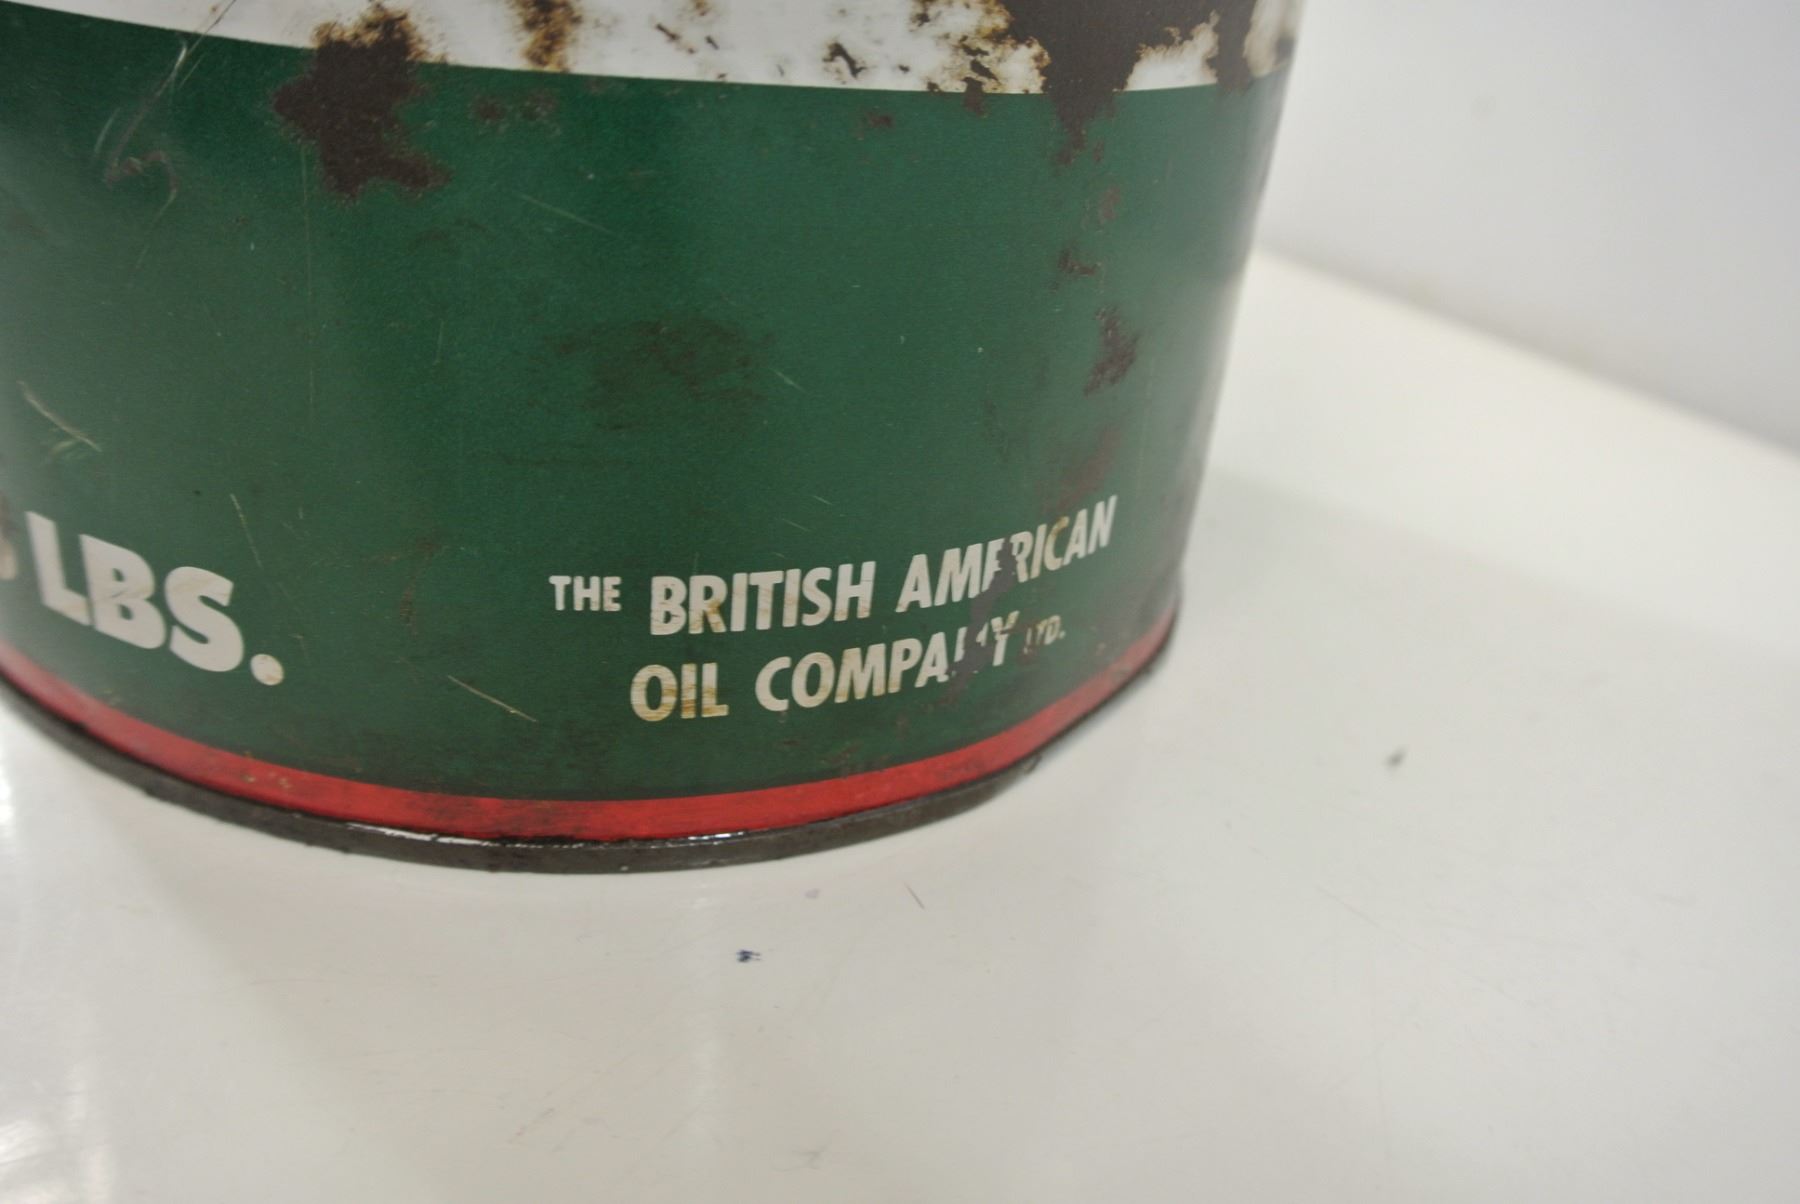 LBS.
THE BRITISH AMERICAN
OIL COMPANY LTD.